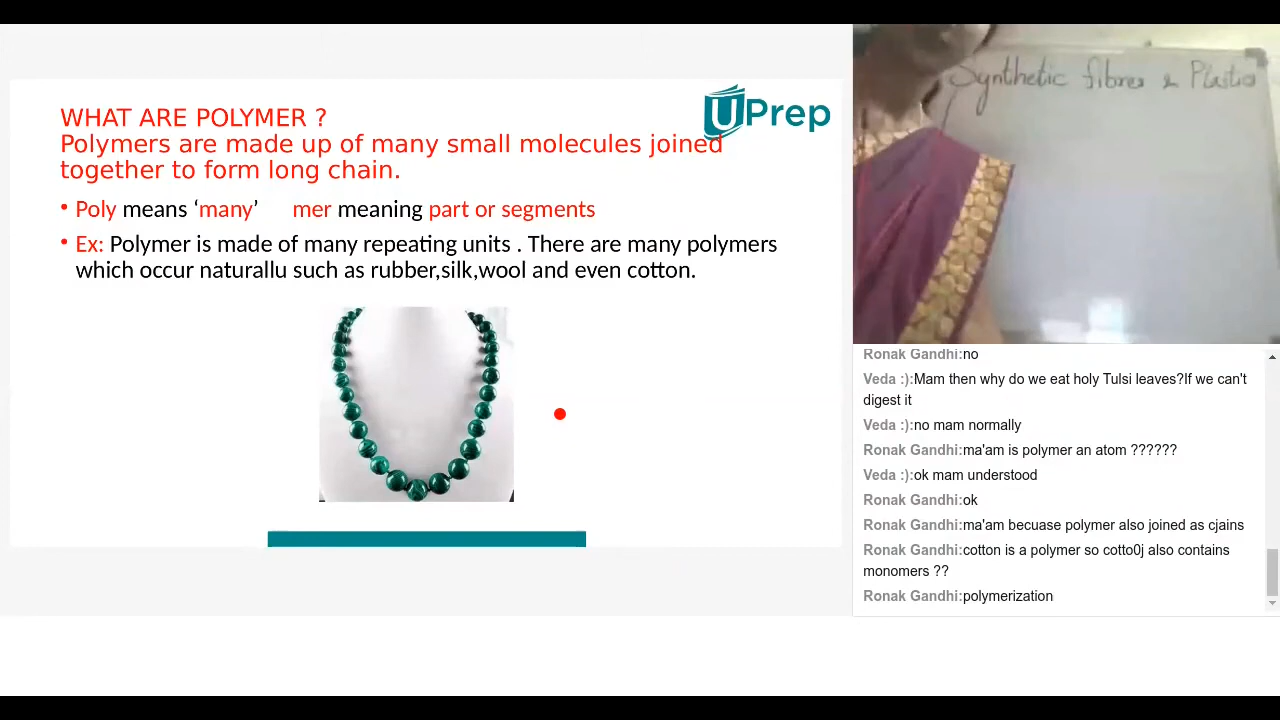 WHAT ARE POLYMER ?
UPrep
Polymers are made up of many small molecules joined
together to form long chain.
• Poly means ‘many’ mer meaning part or segments
• Ex: Polymer is made of many repeating units . There are many polymers
which occur naturallu such as rubber,silk,wool and even cotton.
Synthetic fibres & Plastic
Ronak Gandhi:no
Veda :):Mam then why do we eat holy Tulsi leaves?If we can't
digest it
Veda :):no mam normally
Ronak Gandhi:ma'am is polymer an atom ??????
Veda :):ok mam understood
Ronak Gandhi:ok
Ronak Gandhi:ma'am becuase polymer also joined as cjains
Ronak Gandhi:cotton is a polymer so cotto0j also contains
monomers ??
Ronak Gandhi:polymerization